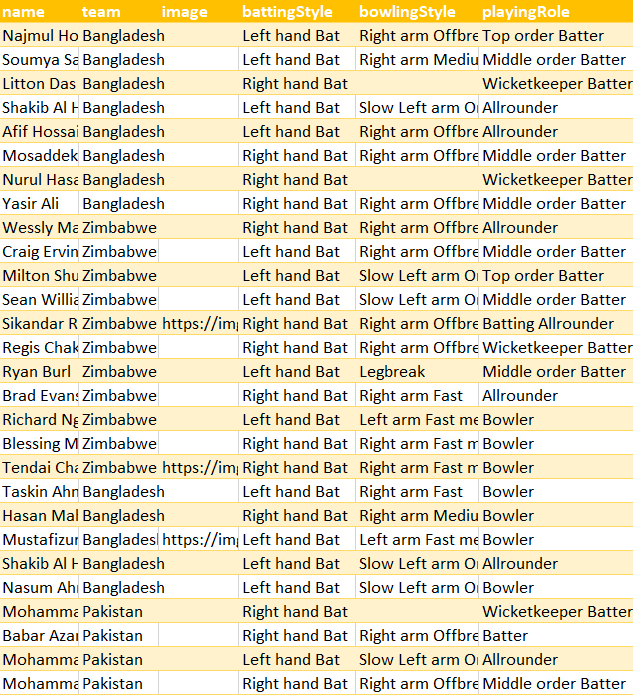 name team image battingStyle bowlingStyle playingRole
Najmul Ho Bangladesh Left hand Bat Right arm Offbre Top order Batter
Soumya Sa Bangladesh Left hand Bat Right arm Mediu Middle order Batter
Litton Das Bangladesh Right hand Bat Wicketkeeper Batter
Shakib Al H Bangladesh Left hand Bat Slow Left arm O Allrounder
Afif Hossai Bangladesh Left hand Bat Right arm Offbre Allrounder
Mosaddek Bangladesh Right hand Bat Right arm Offbre Middle order Batter
Nurul Hasa Bangladesh Right hand Bat Wicketkeeper Batter
Yasir Ali Bangladesh Right hand Bat Right arm Offbre Middle order Batter
Wessly Ma Zimbabwe Right hand Bat Right arm Offbre Allrounder
Craig Ervin Zimbabwe Left hand Bat Right arm Offbre Middle order Batter
Milton Shu Zimbabwe Left hand Bat Slow Left arm O Top order Batter
Sean Willia Zimbabwe Left hand Bat Slow Left arm O Middle order Batter
Sikandar R Zimbabwe https://img Right hand Bat Right arm Offbre Batting Allrounder
Regis Chak Zimbabwe Right hand Bat Right arm Offbre Wicketkeeper Batter
Ryan Burl Zimbabwe Left hand Bat Legbreak Middle order Batter
Brad Evans Zimbabwe Right hand Bat Right arm Fast Allrounder
Richard Ng Zimbabwe Left hand Bat Left arm Fast me Bowler
Blessing M Zimbabwe Right hand Bat Right arm Fast m Bowler
Tendai Cha Zimbabwe https://img Right hand Bat Right arm Fast m Bowler
Taskin Ahm Bangladesh Left hand Bat Right arm Fast Bowler
Hasan Mah Bangladesh Right hand Bat Right arm Mediu Bowler
Mustafizur Bangladesh https://img Left hand Bat Left arm Fast me Bowler
Shakib Al H Bangladesh Left hand Bat Slow Left arm O Allrounder
Nasum Ah Bangladesh Left hand Bat Slow Left arm O Bowler
Mohamma Pakistan Right hand Bat Wicketkeeper Batter
Babar Azar Pakistan Right hand Bat Right arm Offbre Batter
Mohamma Pakistan Left hand Bat Slow Left arm O Allrounder
Mohamma Pakistan Right hand Bat Right arm Offbre Middle order Batter